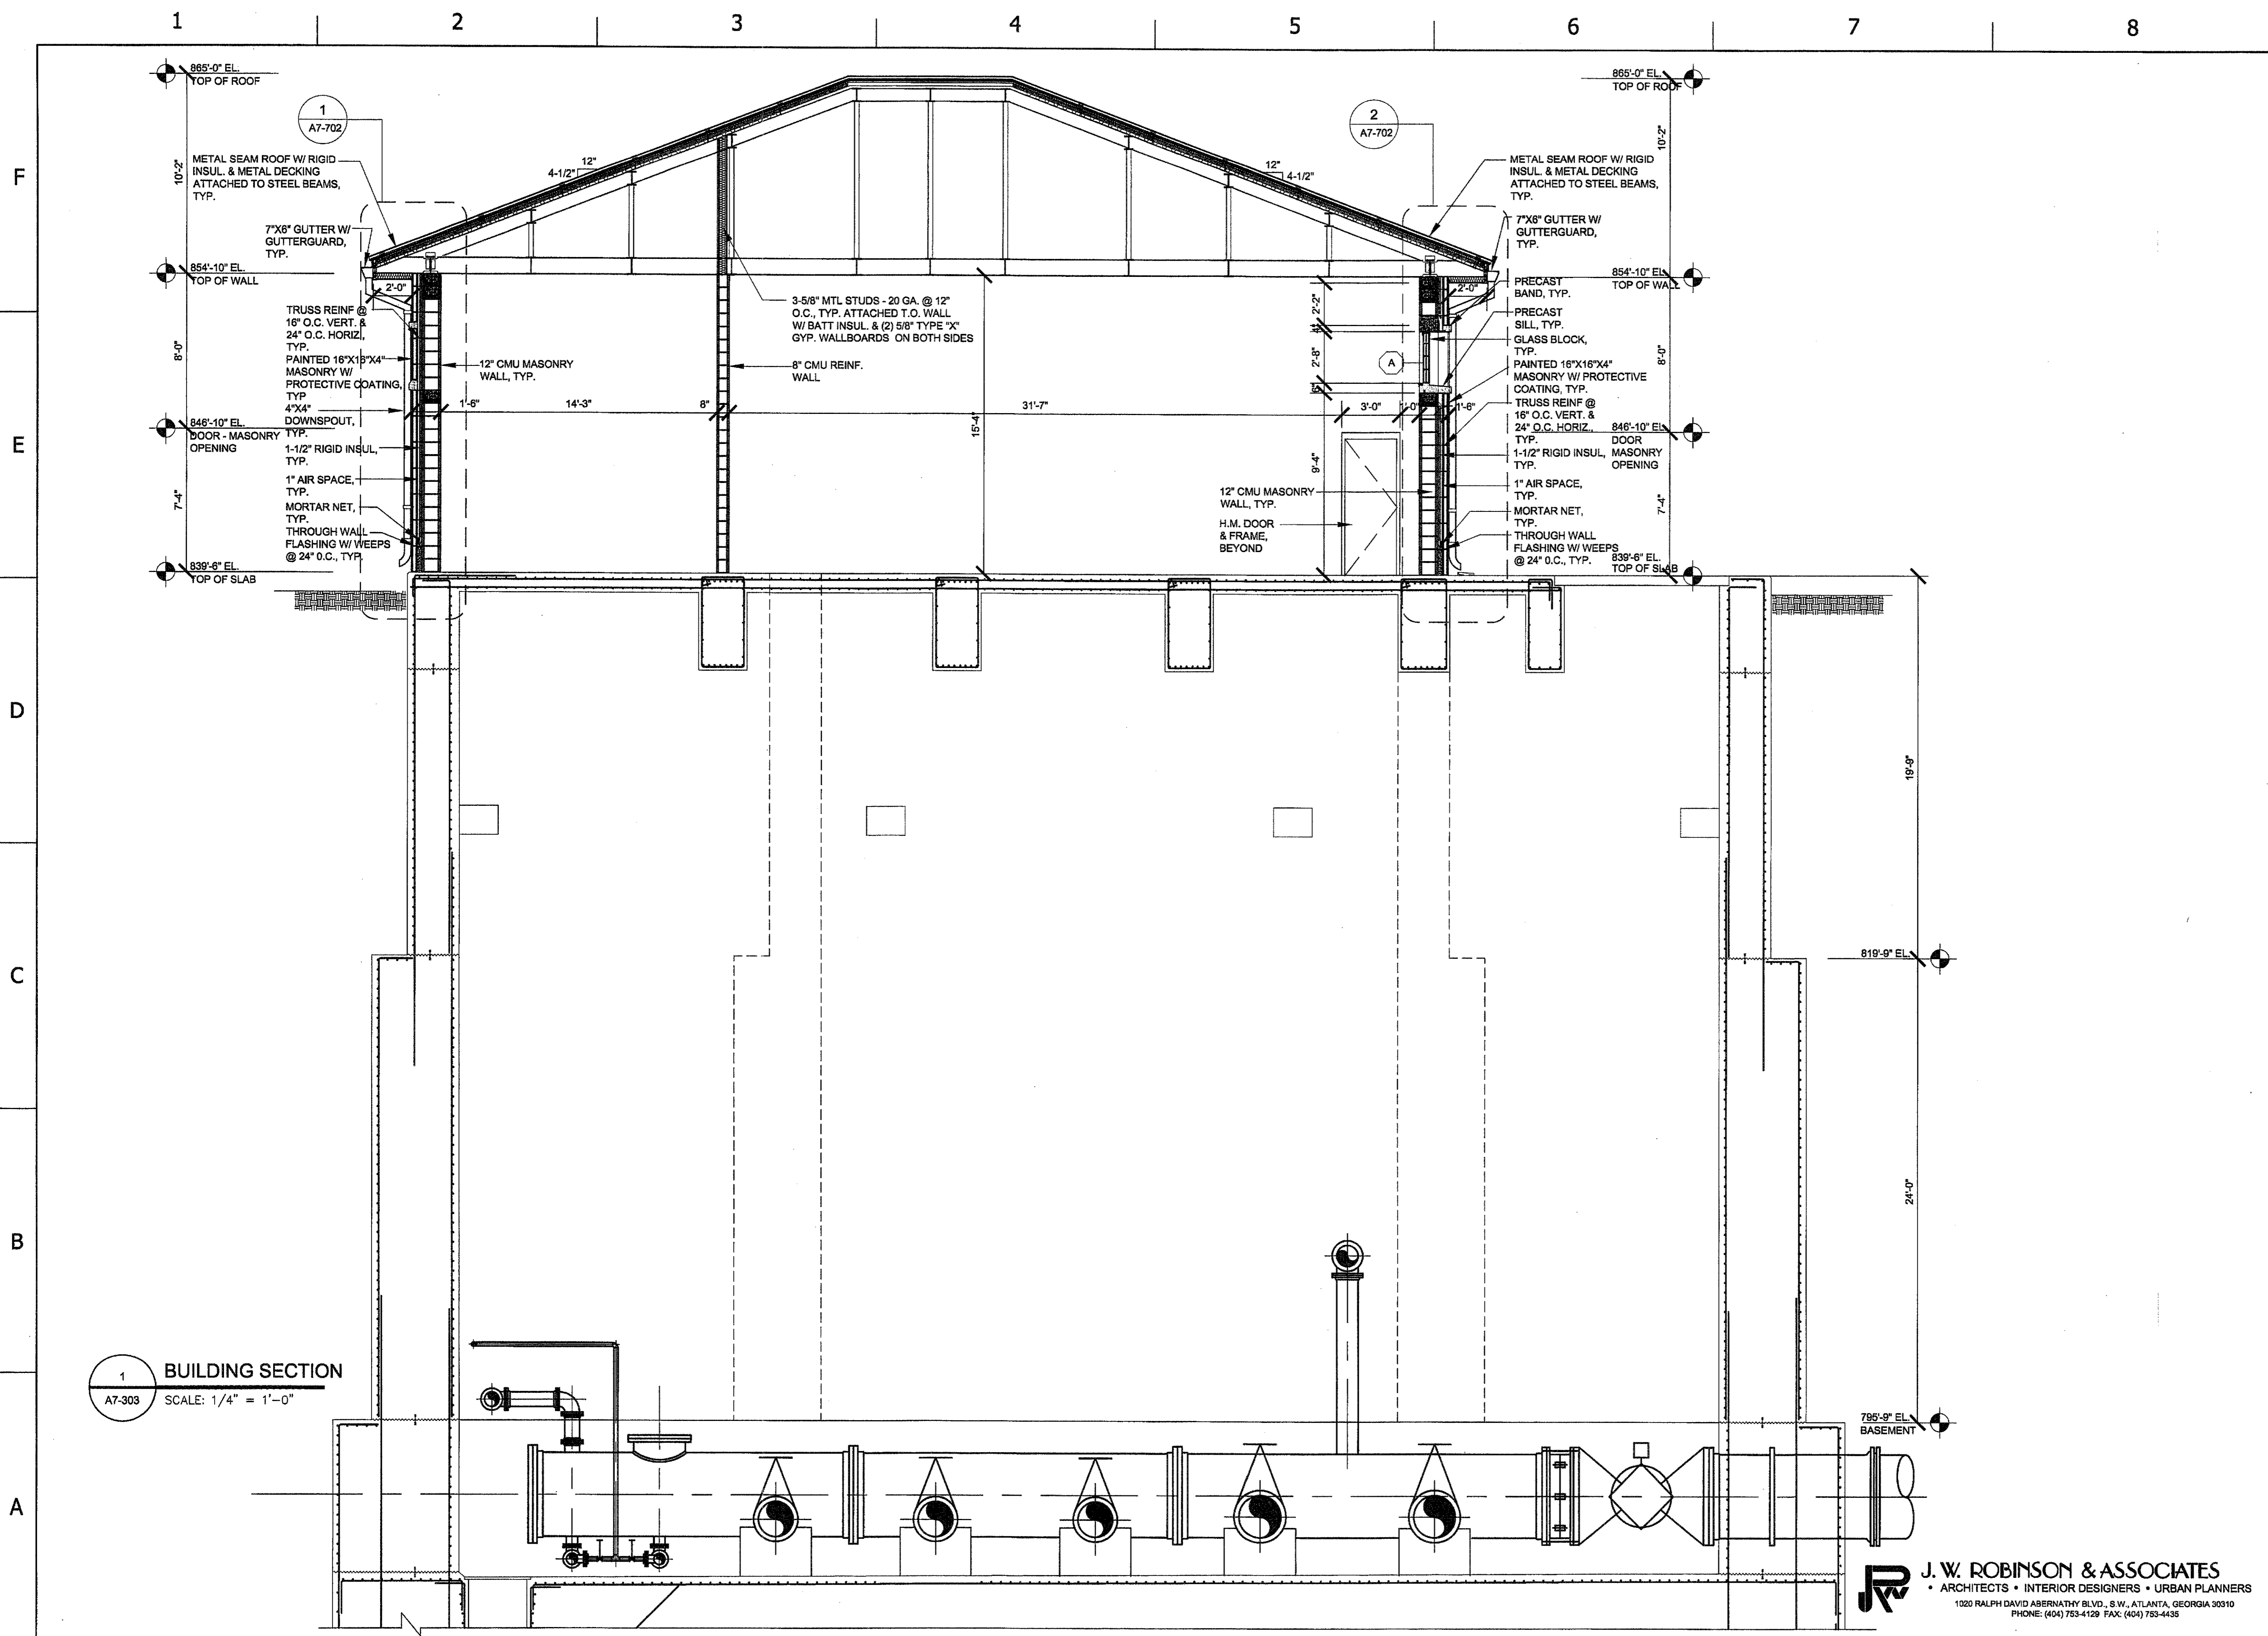 1 2 3 4 5 6 7 8
F
E
D
C
B
A
865'-0" EL.
TOP OF ROOF
10'-2"
854'-10" EL.
TOP OF WALL
8'-0"
846'-10" EL.
DOOR - MASONRY
OPENING
7'-4"
839'-6" EL.
TOP OF SLAB
1
A7-702
METAL SEAM ROOF W/ RIGID
INSUL. & METAL DECKING
ATTACHED TO STEEL BEAMS,
TYP.
7"X6" GUTTER W/
GUTTERGUARD,
TYP.
2'-0"
TRUSS REINF @
16" O.C. VERT. &
24" O.C. HORIZ.,
TYP.
PAINTED 16"X16"X4"
MASONRY W/
PROTECTIVE COATING,
TYP
4"X4"
DOWNSPOUT,
TYP.
1-1/2" RIGID INSUL,
TYP.
1" AIR SPACE,
TYP.
MORTAR NET,
TYP.
THROUGH WALL
FLASHING W/ WEEPS
@ 24" O.C., TYP.
12"
4-1/2"
12" CMU MASONRY
WALL, TYP.
1'-6"
14'-3"
8"
31'-7"
3'-0"
1'-6"
3-5/8" MTL STUDS - 20 GA. @ 12"
O.C., TYP. ATTACHED T.O. WALL
W/ BATT INSUL. & (2) 5/8" TYPE "X"
GYP. WALLBOARDS ON BOTH SIDES
8" CMU REINF.
WALL
15'-4"
12"
4-1/2"
2
A7-702
2'-2"
4"
2'-8"
6"
9'-4"
A
12" CMU MASONRY
WALL, TYP.
H.M. DOOR
& FRAME,
BEYOND
METAL SEAM ROOF W/ RIGID
INSUL. & METAL DECKING
ATTACHED TO STEEL BEAMS,
TYP.
7"X6" GUTTER W/
GUTTERGUARD,
TYP.
2'-0"
PRECAST
BAND, TYP.
PRECAST
SILL, TYP.
GLASS BLOCK,
TYP.
PAINTED 16"X16"X4"
MASONRY W/ PROTECTIVE
COATING, TYP.
TRUSS REINF @
16" O.C. VERT. &
24" O.C. HORIZ.,
TYP.
1-1/2" RIGID INSUL,
TYP.
1" AIR SPACE,
TYP.
MORTAR NET,
TYP.
THROUGH WALL
FLASHING W/ WEEPS
@ 24" O.C., TYP.
865'-0" EL.
TOP OF ROOF
10'-2"
854'-10" EL.
TOP OF WALL
8'-0"
846'-10" EL.
DOOR
MASONRY
OPENING
7'-4"
839'-6" EL.
TOP OF SLAB
19'-9"
819'-9" EL.
24'-0"
795'-9" EL.
BASEMENT
1
A7-303
BUILDING SECTION
SCALE: 1/4" = 1'-0"
J. W. ROBINSON & ASSOCIATES
• ARCHITECTS • INTERIOR DESIGNERS • URBAN PLANNERS
1020 RALPH DAVID ABERNATHY BLVD., S.W., ATLANTA, GEORGIA 30310
PHONE: (404) 753-4129 FAX: (404) 753-4435